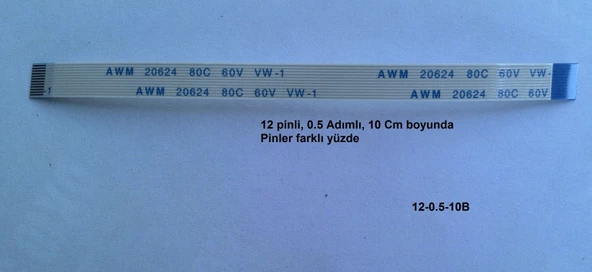 AWM 20624 80C 60V VW-1 AWM 20624 80C 60V VW-
-1 AWM 20624 80C 60V VW-1 AWM 20624 80C 60V
12 pinli, 0.5 Adımlı, 10 Cm boyunda
Pinler farklı yüzde
12-0.5-10B